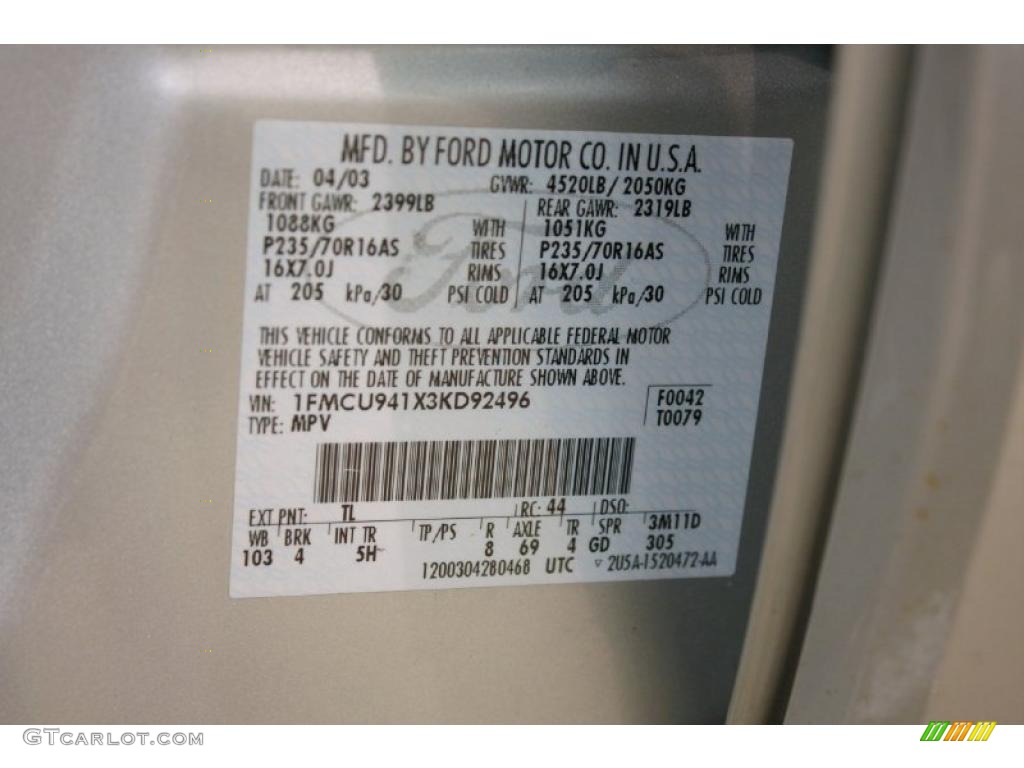 MFD. BY FORD MOTOR CO. IN U.S.A.
DATE: 04/03 GVWR: 4520LB/ 2050KG
FRONT GAWR: 2399LB REAR GAWR: 2319LB
1088KG WITH 1051KG WITH
P235/70R16AS TIRES P235/70R16AS TIRES
16X7.0J RIMS 16X7.0J RIMS
AT 205 kPa/30 PSI COLD AT 205 kPa/30 PSI COLD
Ford
THIS VEHICLE CONFORMS TO ALL APPLICABLE FEDERAL MOTOR
VEHICLE SAFETY AND THEFT PREVENTION STANDARDS IN
EFFECT ON THE DATE OF MANUFACTURE SHOWN ABOVE.
VIN: 1FMCU941X3KD92496 F0042
TYPE: MPV T0079
EXT PNT: TL RC: 44 DSO:
WB BRK INT TR TP/PS R AXLE TR SPR 3M11D
103 4 5H 8 69 4 GD 305
1200304280468 UTC ▽ 2U5A-1520472-AA
GTcarlot.com